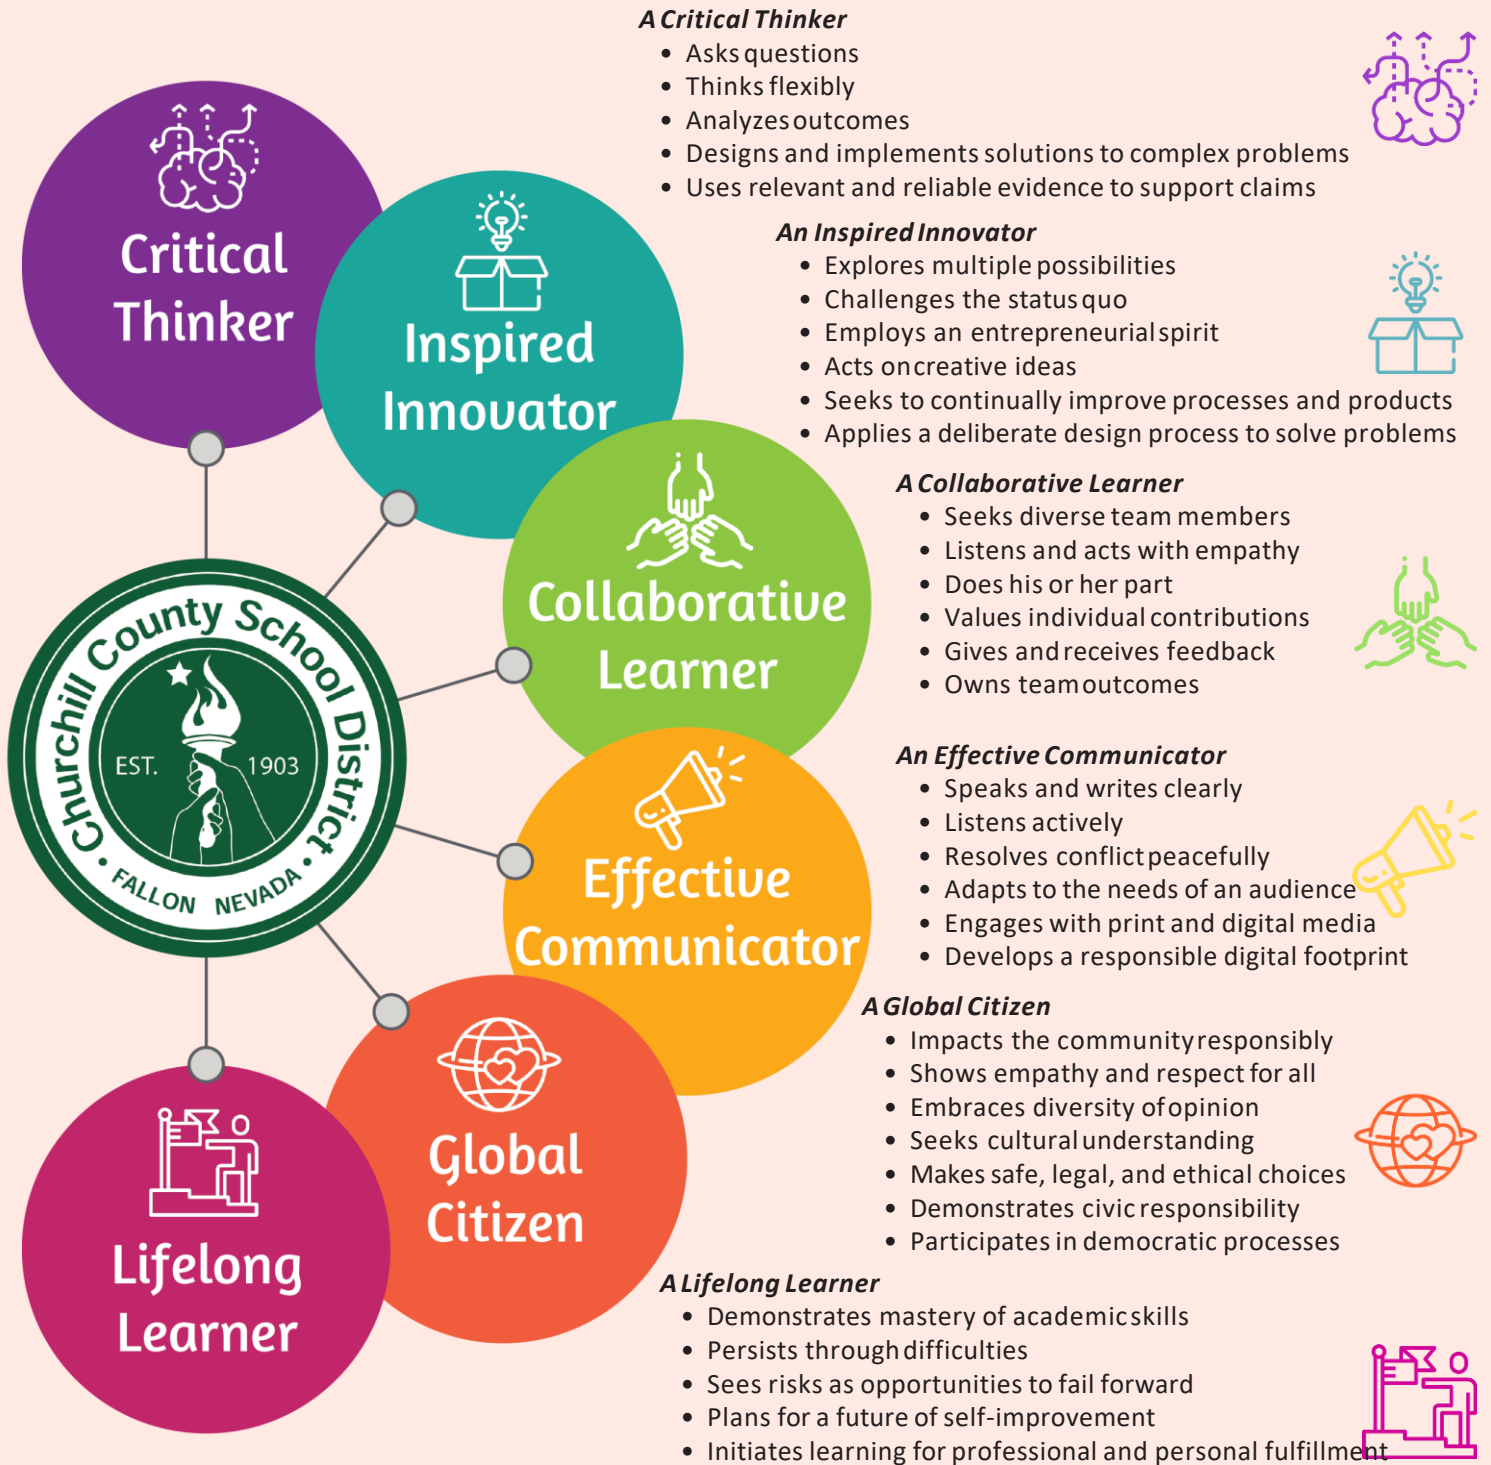 A Critical Thinker
• Asks questions
• Thinks flexibly
• Analyzes outcomes
• Designs and implements solutions to complex problems
• Uses relevant and reliable evidence to support claims
Critical
Thinker
An Inspired Innovator
• Explores multiple possibilities
• Challenges the status quo
• Employs an entrepreneurial spirit
• Acts on creative ideas
• Seeks to continually improve processes and products
• Applies a deliberate design process to solve problems
Inspired
Innovator
A Collaborative Learner
• Seeks diverse team members
• Listens and acts with empathy
• Does his or her part
• Values individual contributions
• Gives and receives feedback
• Owns team outcomes
Collaborative
Learner
Churchill County School District
EST. 1903
• FALLON NEVADA •
An Effective Communicator
• Speaks and writes clearly
• Listens actively
• Resolves conflict peacefully
• Adapts to the needs of an audience
• Engages with print and digital media
• Develops a responsible digital footprint
Effective
Communicator
A Global Citizen
• Impacts the community responsibly
• Shows empathy and respect for all
• Embraces diversity of opinion
• Seeks cultural understanding
• Makes safe, legal, and ethical choices
• Demonstrates civic responsibility
• Participates in democratic processes
Global
Citizen
A Lifelong Learner
• Demonstrates mastery of academic skills
• Persists through difficulties
• Sees risks as opportunities to fail forward
• Plans for a future of self-improvement
• Initiates learning for professional and personal fulfillment
Lifelong
Learner